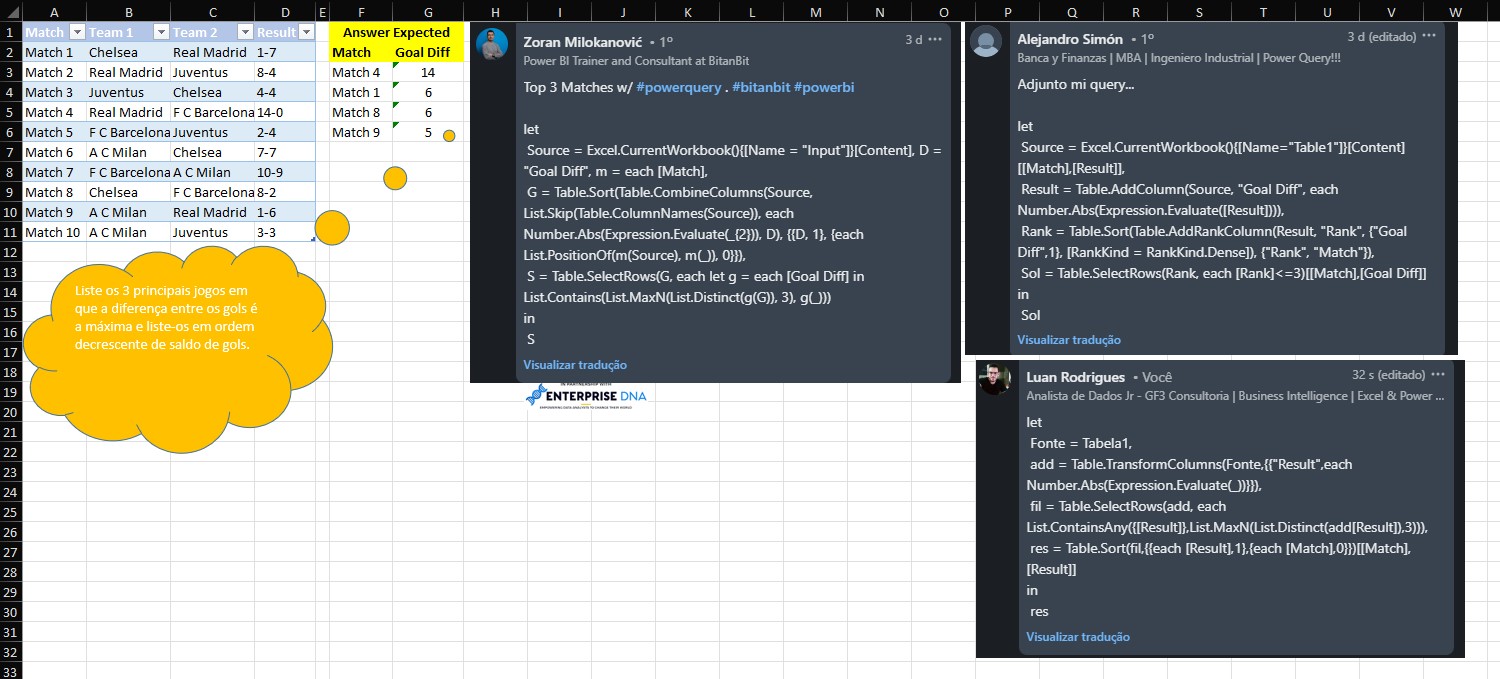 A B C D E F G H I J K L M N O P Q R S T U V W
1 Match Team 1 Team 2 Result Answer Expected
2 Match 1 Chelsea Real Madrid 1-7 Match Goal Diff
3 Match 2 Real Madrid Juventus 8-4 Match 4 14
4 Match 3 Juventus Chelsea 4-4 Match 1 6
5 Match 4 Real Madrid F C Barcelona 14-0 Match 8 6
6 Match 5 F C Barcelona Juventus 2-4 Match 9 5
7 Match 6 A C Milan Chelsea 7-7
8 Match 7 F C Barcelona A C Milan 10-9
9 Match 8 Chelsea F C Barcelona 8-2
10 Match 9 A C Milan Real Madrid 1-6
11 Match 10 A C Milan Juventus 3-3
12
13
14
15
16
17
18
19
20
21
22
23
24
25
26
27
28
29
30
31
32
33
Liste os 3 principais jogos em
que a diferença entre os gols é
a máxima e liste-os em ordem
decrescente de saldo de gols.
Zoran Milokanović • 1º 3 d •••
Power BI Trainer and Consultant at BitanBit
Top 3 Matches w/ #powerquery . #bitanbit #powerbi
let
Source = Excel.CurrentWorkbook(){[Name = "Input"]}[Content], D =
"Goal Diff", m = each [Match],
G = Table.Sort(Table.CombineColumns(Source,
List.Skip(Table.ColumnNames(Source)), each
Number.Abs(Expression.Evaluate(_{2})), D), {{D, 1}, {each
List.PositionOf(m(Source), m(_)), 0}}),
S = Table.SelectRows(G, each let g = each [Goal Diff] in
List.Contains(List.MaxN(List.Distinct(g(G)), 3), g(_)))
in
S
Visualizar tradução
IN PARTNERSHIP WITH
ENTERPRISE DNA
EMPOWERING DATA ANALYSTS TO CHANGE THEIR WORLD
Alejandro Simón • 1º 3 d (editado) •••
Banca y Finanzas | MBA | Ingeniero Industrial | Power Query!!!
Adjunto mi query...
let
Source = Excel.CurrentWorkbook(){[Name="Table1"]}[Content]
[[Match],[Result]],
Result = Table.AddColumn(Source, "Goal Diff", each
Number.Abs(Expression.Evaluate([Result]))),
Rank = Table.Sort(Table.AddRankColumn(Result, "Rank", {"Goal
Diff",1}, [RankKind = RankKind.Dense]), {"Rank", "Match"}),
Sol = Table.SelectRows(Rank, each [Rank]<=3)[[Match],[Goal Diff]]
in
Sol
Visualizar tradução
Luan Rodrigues • Você 32 s (editado) •••
Analista de Dados Jr - GF3 Consultoria | Business Intelligence | Excel & Power ...
let
Fonte = Tabela1,
add = Table.TransformColumns(Fonte,{{"Result",each
Number.Abs(Expression.Evaluate(_))}}),
fil = Table.SelectRows(add, each
List.ContainsAny({[Result]},List.MaxN(List.Distinct(add[Result]),3))),
res = Table.Sort(fil,{{each [Result],1},{each [Match],0}})[[Match],
[Result]]
in
res
Visualizar tradução